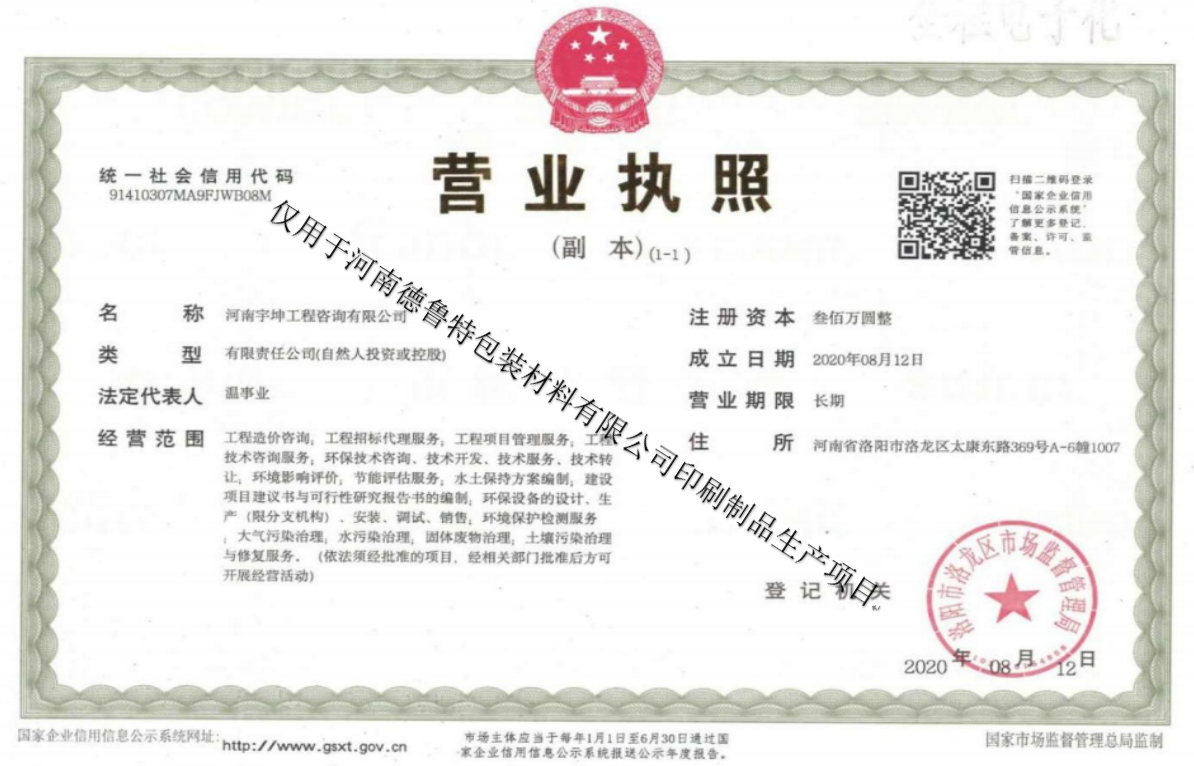 全程电子化
营业执照
(副 本)(1-1)
统一社会信用代码
91410307MA9FJWB08M
扫描二维码登录
"国家企业信用
信息公示系统"
了解更多登记、
备案、许可、监
管信息。
仅用于河南德鲁特包装材料有限公司印刷制品生产项目
名 称 河南宇坤工程咨询有限公司
类 型 有限责任公司(自然人投资或控股)
法定代表人 温事业
经营范围 工程造价咨询，工程招标代理服务，工程项目管理服务，工程
技术咨询服务，环保技术咨询、技术开发、技术服务、技术转
让，环境影响评价，节能评估服务，水土保持方案编制，建设
项目建议书与可行性研究报告书的编制，环保设备的设计、生
产（限分支机构）、安装、调试、销售，环境保护检测服务
，大气污染治理，水污染治理，固体废物治理，土壤污染治理
与修复服务。（依法须经批准的项目，经相关部门批准后方可
开展经营活动）
注册资本 叁佰万圆整
成立日期 2020年08月12日
营业期限 长期
住 所 河南省洛阳市洛龙区太康东路369号A-6幢1007
登记机关
洛阳市洛龙区市场监督管理局
2020 年 08 月 12 日
国家企业信用信息公示系统网址：http://www.gsxt.gov.cn
市场主体应当于每年1月1日至6月30日通过国
家企业信用信息公示系统报送公示年度报告。
国家市场监督管理总局监制